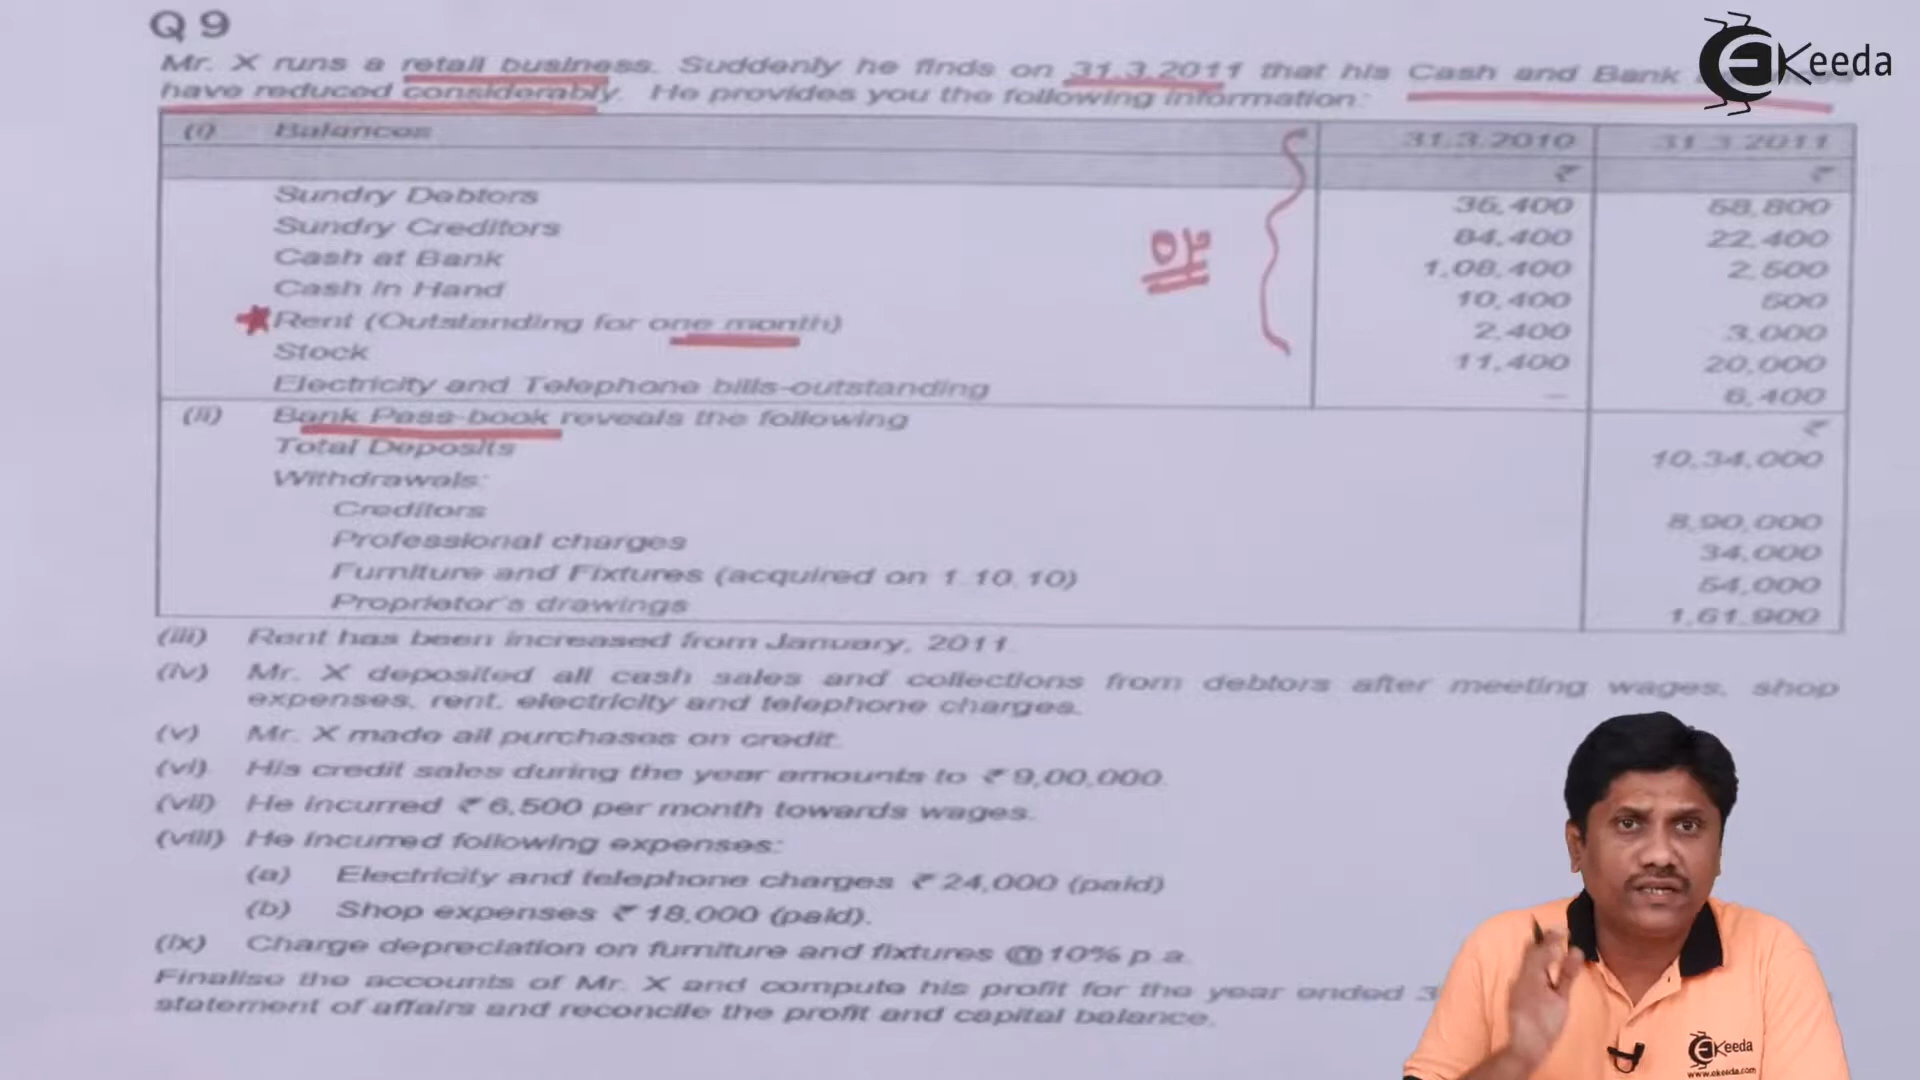 Q 9
Keeda
Mr. X runs a retail business. Suddenly he finds on 31.3.2011 that his Cash and Bank
have reduced considerably. He provides you the following information:
(i) Balances 31.3.2010 31.3.2011
₹ ₹
Sundry Debtors 35,400 58,800
Sundry Creditors 84,400 22,400
Cash at Bank 1,08,400 2,500
Cash in Hand 10,400 500
Rent (Outstanding for one month) 2,400 3,000
Stock 11,400 20,000
Electricity and Telephone bills-outstanding – 6,400
(ii) Bank Pass-book reveals the following ₹
Total Deposits 10,34,000
Withdrawals:
Creditors 8,90,000
Professional charges 34,000
Furniture and Fixtures (acquired on 1.10.10) 54,000
Proprietor's drawings 1,61,900
(iii) Rent has been increased from January, 2011.
(iv) Mr. X deposited all cash sales and collections from debtors after meeting wages, shop
expenses, rent, electricity and telephone charges.
(v) Mr. X made all purchases on credit.
(vi) His credit sales during the year amounts to ₹ 9,00,000.
(vii) He incurred ₹ 6,500 per month towards wages.
(viii) He incurred following expenses:
(a) Electricity and telephone charges ₹ 24,000 (paid)
(b) Shop expenses ₹ 18,000 (paid).
(ix) Charge depreciation on furniture and fixtures @ 10% p.a.
Finalise the accounts of Mr. X and compute his profit for the year ended 3
statement of affairs and reconcile the profit and capital balance.
Keeda
www.ekeeda.com